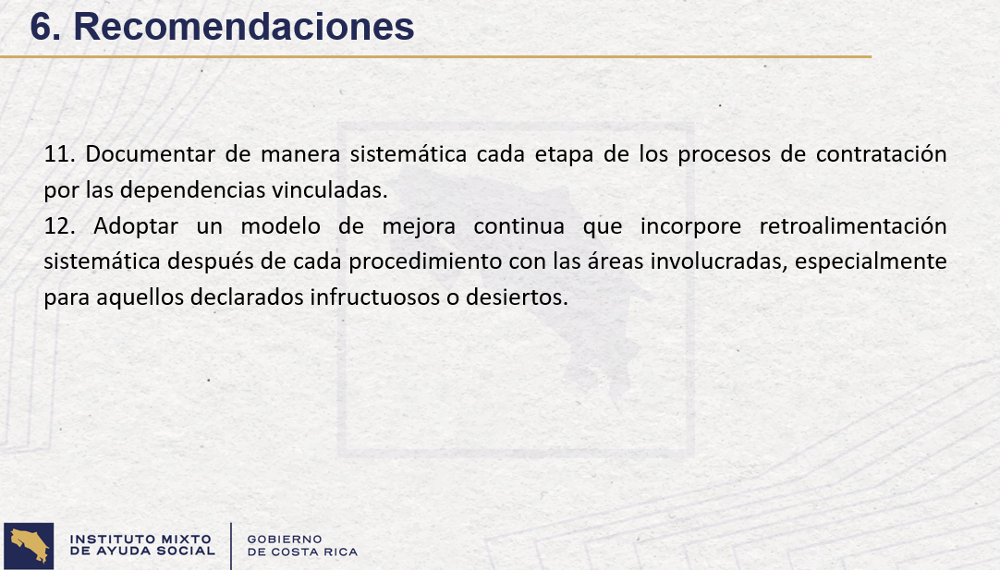 6. Recomendaciones
11. Documentar de manera sistemática cada etapa de los procesos de contratación
por las dependencias vinculadas.
12. Adoptar un modelo de mejora continua que incorpore retroalimentación
sistemática después de cada procedimiento con las áreas involucradas, especialmente
para aquellos declarados infructuosos o desiertos.
INSTITUTO MIXTO
DE AYUDA SOCIAL
GOBIERNO
DE COSTA RICA